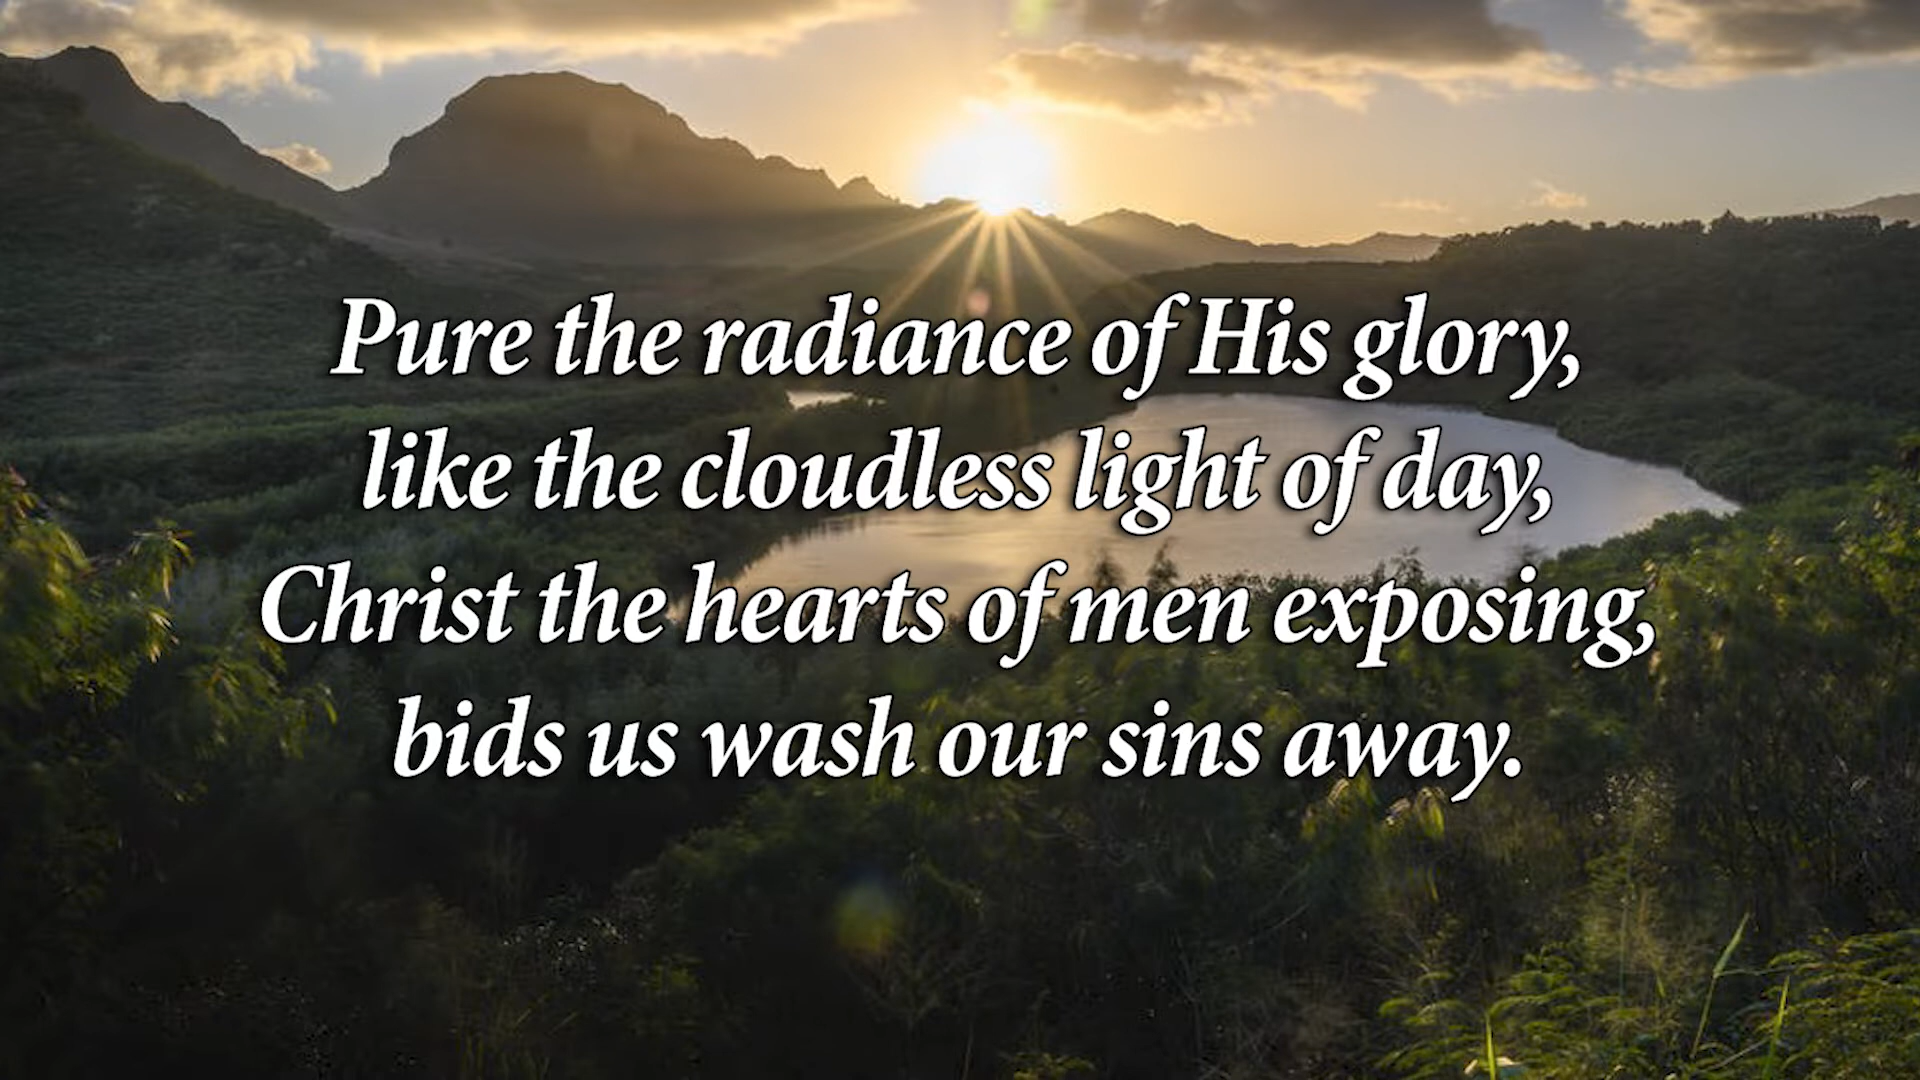 Pure the radiance of His glory,
like the cloudless light of day,
Christ the hearts of men exposing,
bids us wash our sins away.